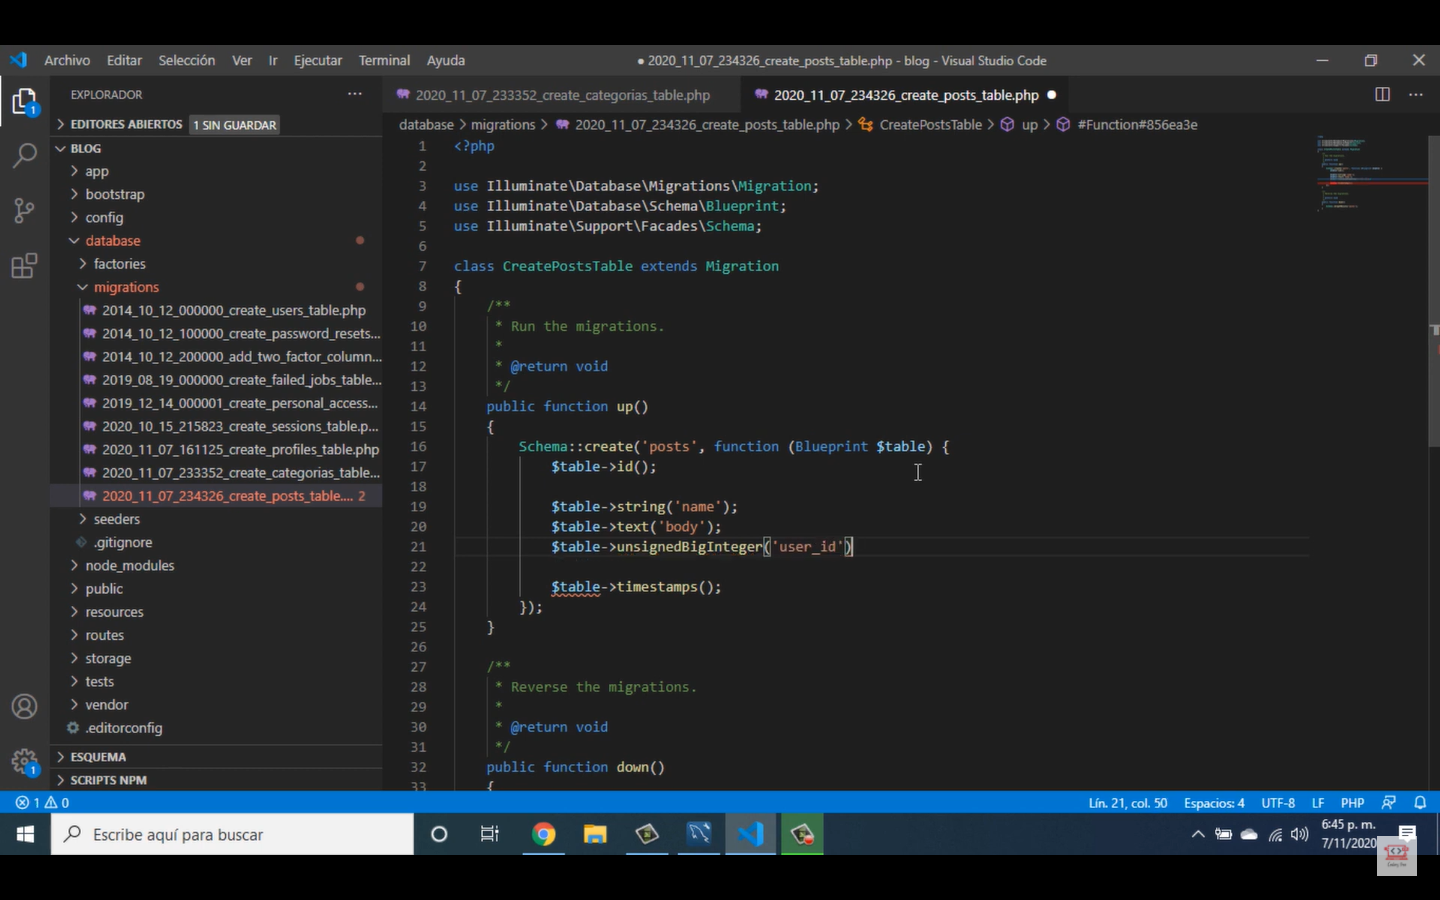 Archivo Editar Selección Ver Ir Ejecutar Terminal Ayuda
● 2020_11_07_234326_create_posts_table.php - blog - Visual Studio Code
EXPLORADOR ···
EDITORES ABIERTOS 1 SIN GUARDAR
BLOG
app
bootstrap
config
database
factories
migrations
2014_10_12_000000_create_users_table.php
2014_10_12_100000_create_password_resets...
2014_10_12_200000_add_two_factor_column...
2019_08_19_000000_create_failed_jobs_table...
2019_12_14_000001_create_personal_access...
2020_10_15_215823_create_sessions_table.p...
2020_11_07_161125_create_profiles_table.php
2020_11_07_233352_create_categorias_table...
2020_11_07_234326_create_posts_table.... 2
seeders
.gitignore
node_modules
public
resources
routes
storage
tests
vendor
.editorconfig
ESQUEMA
SCRIPTS NPM
1
1
2020_11_07_233352_create_categorias_table.php
2020_11_07_234326_create_posts_table.php ●
database > migrations > 2020_11_07_234326_create_posts_table.php > CreatePostsTable > up > #Function#856ea3e
1 <?php
2
3 use Illuminate\Database\Migrations\Migration;
4 use Illuminate\Database\Schema\Blueprint;
5 use Illuminate\Support\Facades\Schema;
6
7 class CreatePostsTable extends Migration
8 {
9 /**
10 * Run the migrations.
11 *
12 * @return void
13 */
14 public function up()
15 {
16 Schema::create('posts', function (Blueprint $table) {
17 $table->id();
18
19 $table->string('name');
20 $table->text('body');
21 $table->unsignedBigInteger('user_id')
22
23 $table->timestamps();
24 });
25 }
26
27 /**
28 * Reverse the migrations.
29 *
30 * @return void
31 */
32 public function down()
33 {
1 0
Lín. 21, col. 50 Espacios: 4 UTF-8 LF PHP
Escribe aquí para buscar
6:45 p. m.
7/11/2020